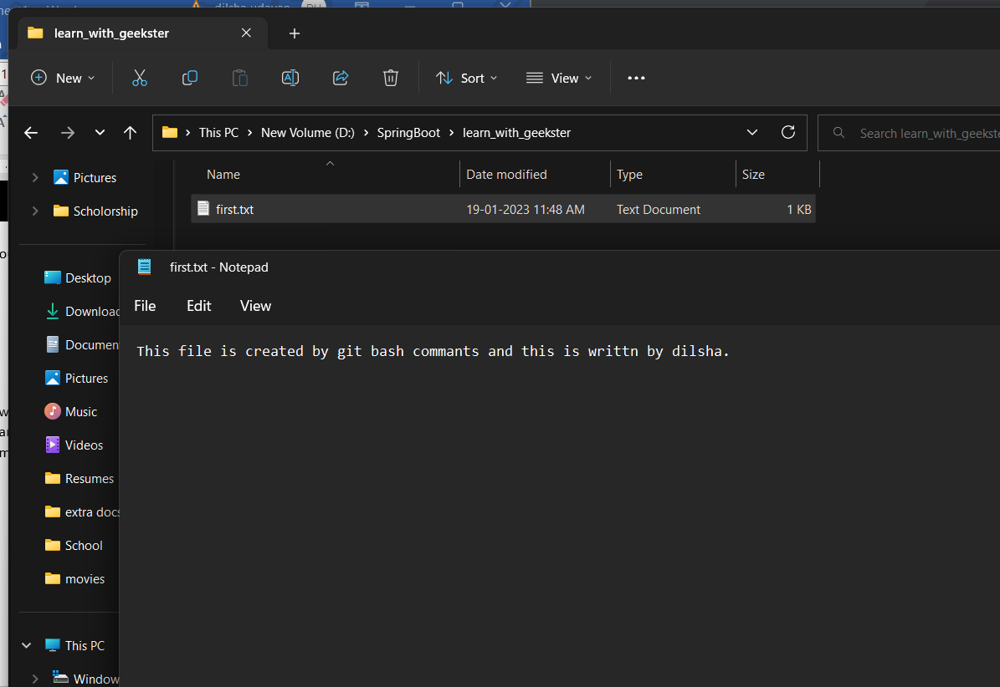 dilsha udayan
learn_with_geekster
New
Sort
View
This PC
New Volume (D:)
SpringBoot
learn_with_geekster
Search learn_with_geekste
Name
Date modified
Type
Size
first.txt
19-01-2023 11:48 AM
Text Document
1 KB
Pictures
Scholorship
Desktop
Downloac
Documen
Pictures
Music
Videos
Resumes
extra docs
School
movies
This PC
Window
first.txt - Notepad
File
Edit
View
This file is created by git bash commants and this is writtn by dilsha.